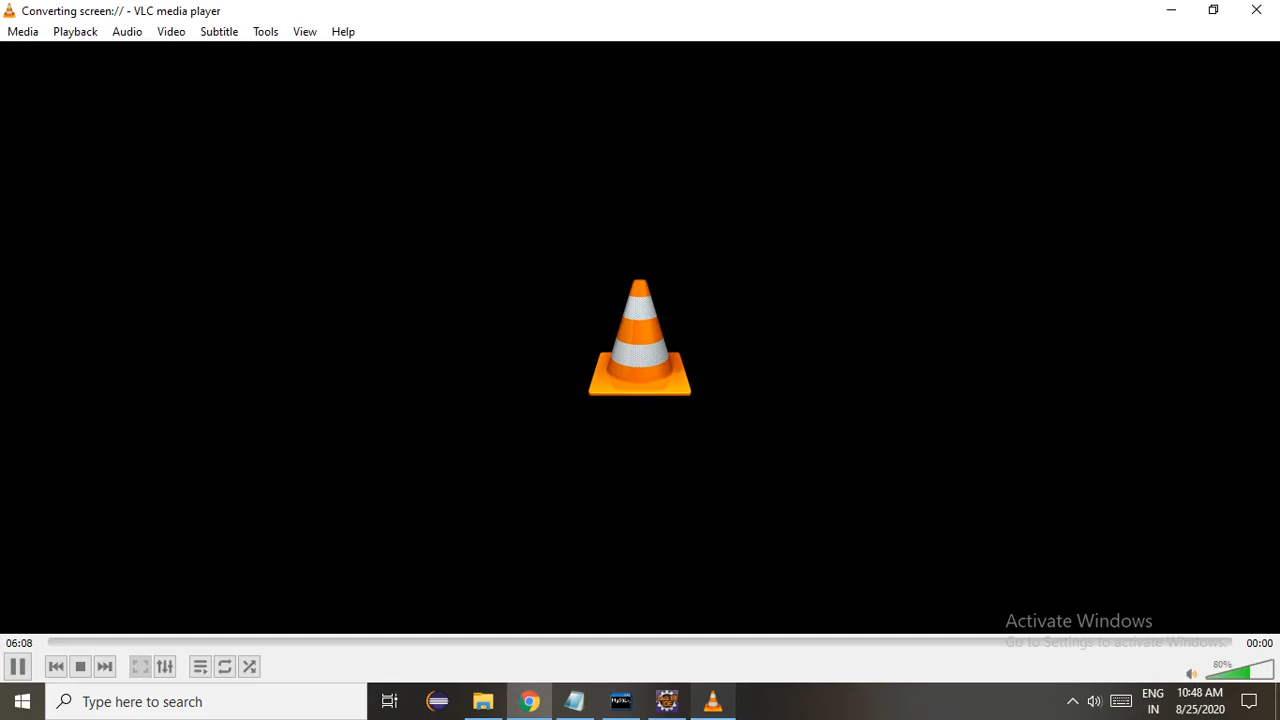 Converting screen:// - VLC media player
Media Playback Audio Video Subtitle Tools View Help
Activate Windows
Go to Settings to activate Windows.
06:08 00:00
80%
Type here to search
ENG 10:48 AM
IN 8/25/2020